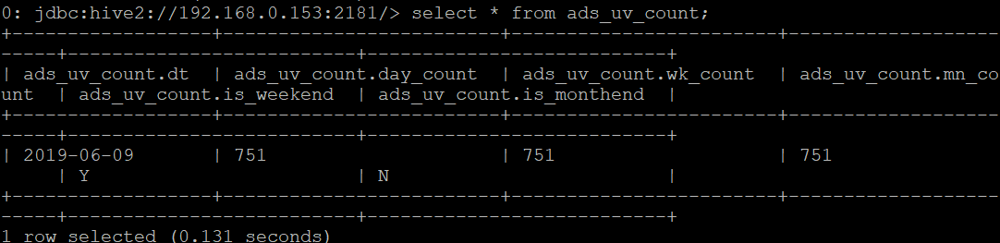 0: jdbc:hive2://192.168.0.153:2181/> select * from ads_uv_count;
+-------------------+--------------------------+-------------------------+--------------------
-----+---------------------------+----------------------------+
| ads_uv_count.dt  | ads_uv_count.day_count  | ads_uv_count.wk_count  | ads_uv_count.mn_co
unt  | ads_uv_count.is_weekend  | ads_uv_count.is_monthend  |
+-------------------+--------------------------+-------------------------+--------------------
-----+---------------------------+----------------------------+
| 2019-06-09       | 751                     | 751                    | 751
     | Y                        | N                         |
+-------------------+--------------------------+-------------------------+--------------------
-----+---------------------------+----------------------------+
1 row selected (0.131 seconds)